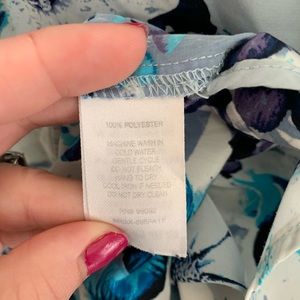 100% POLYESTER
MACHINE WASH IN
COLD WATER
GENTLE CYCLE
DO NOT BLEACH
HANG TO DRY
COOL IRON IF NEEDED
DO NOT DRY CLEAN